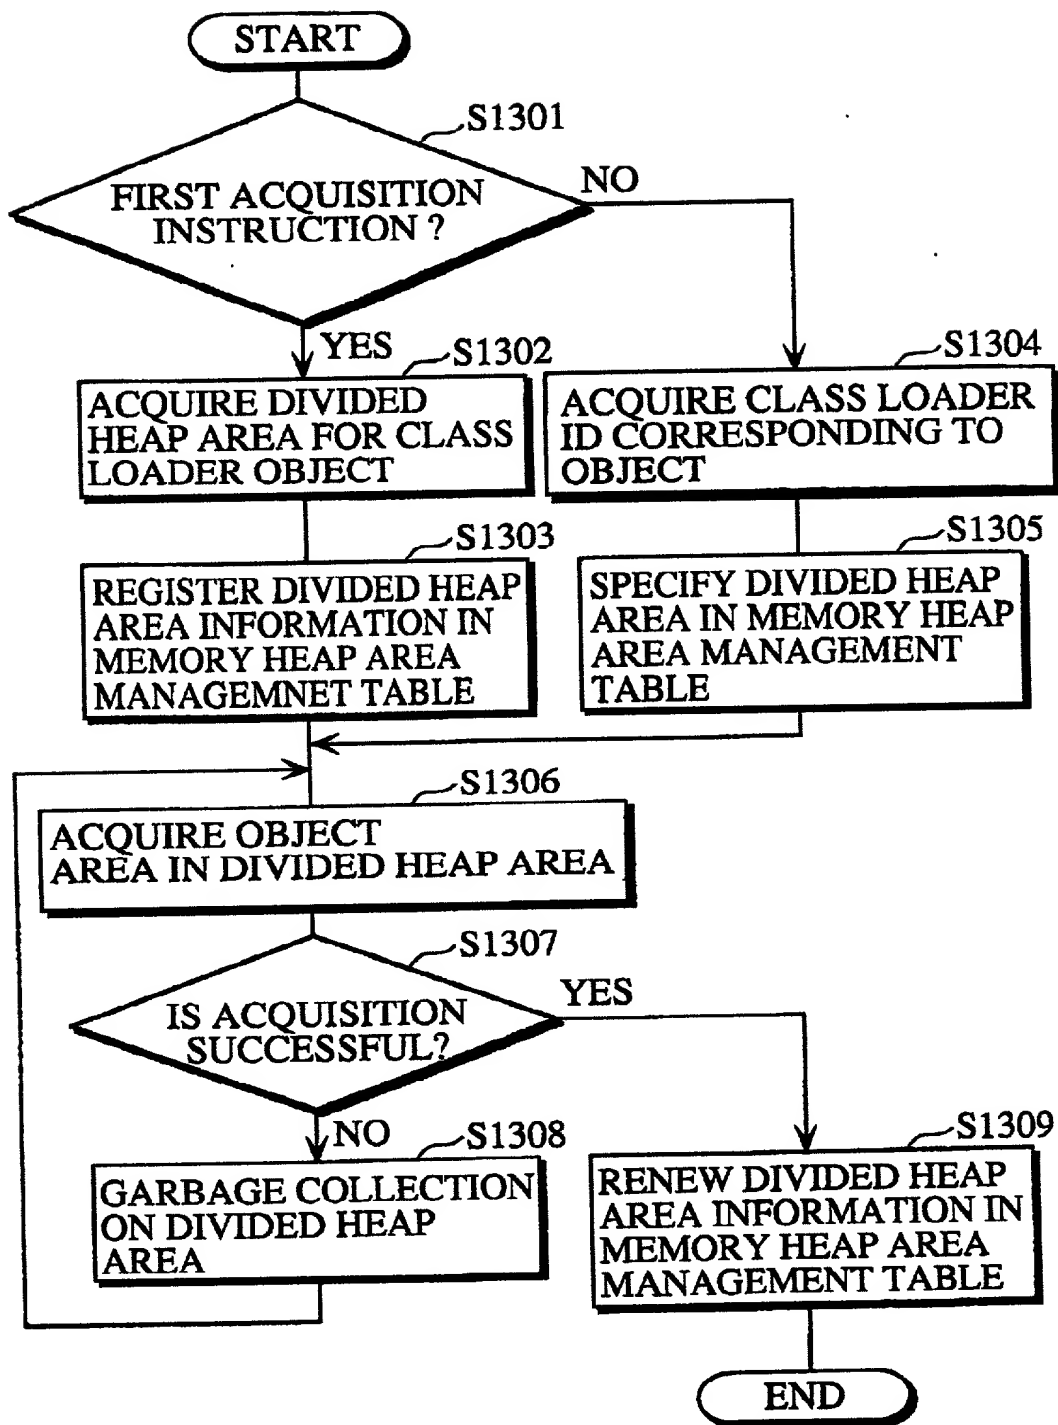 START
S1301
FIRST ACQUISITION
INSTRUCTION ?
NO
YES
S1302
ACQUIRE DIVIDED
HEAP AREA FOR CLASS
LOADER OBJECT
S1304
ACQUIRE CLASS LOADER
ID CORRESPONDING TO
OBJECT
S1303
REGISTER DIVIDED HEAP
AREA INFORMATION IN
MEMORY HEAP AREA
MANAGEMNET TABLE
S1305
SPECIFY DIVIDED HEAP
AREA IN MEMORY HEAP
AREA MANAGEMENT
TABLE
S1306
ACQUIRE OBJECT
AREA IN DIVIDED HEAP AREA
S1307
IS ACQUISITION
SUCCESSFUL?
YES
NO
S1308
GARBAGE COLLECTION
ON DIVIDED HEAP
AREA
S1309
RENEW DIVIDED HEAP
AREA INFORMATION IN
MEMORY HEAP AREA
MANAGEMENT TABLE
END